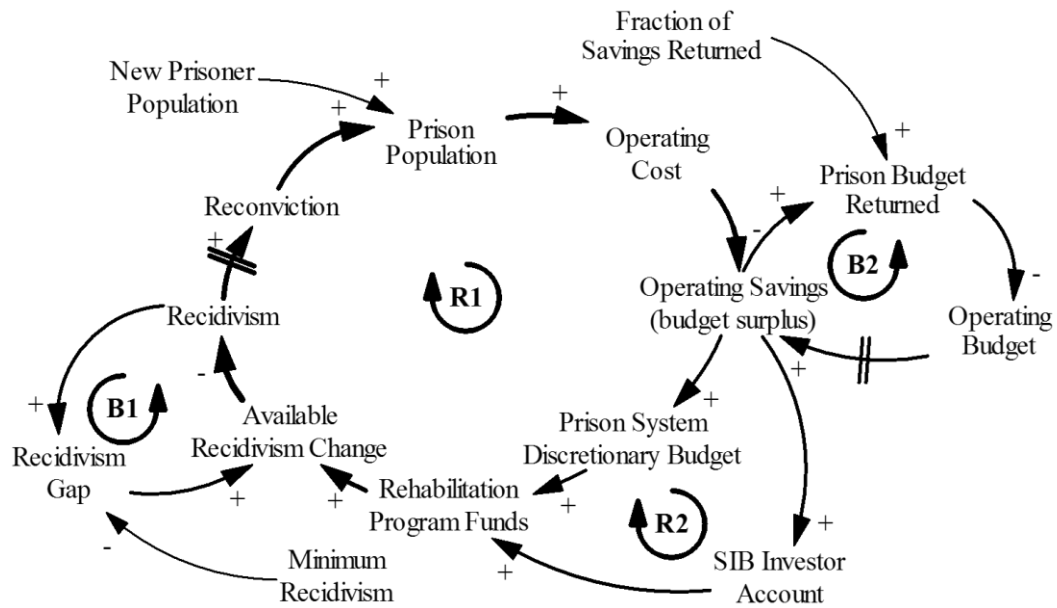 Fraction of
Savings Returned
New Prisoner
Population
+
+
+
Prison
Population
Operating
Cost
+
Prison Budget
Returned
Reconviction
+
-
+
B2
R1
Operating Savings
(budget surplus)
-
Operating
Budget
Recidivism
+
-
+
B1
Available
Recidivism Change
+
Prison System
Discretionary Budget
Recidivism
Gap
+
+
Rehabilitation
Program Funds
+
R2
+
-
Minimum
Recidivism
+
SIB Investor
Account